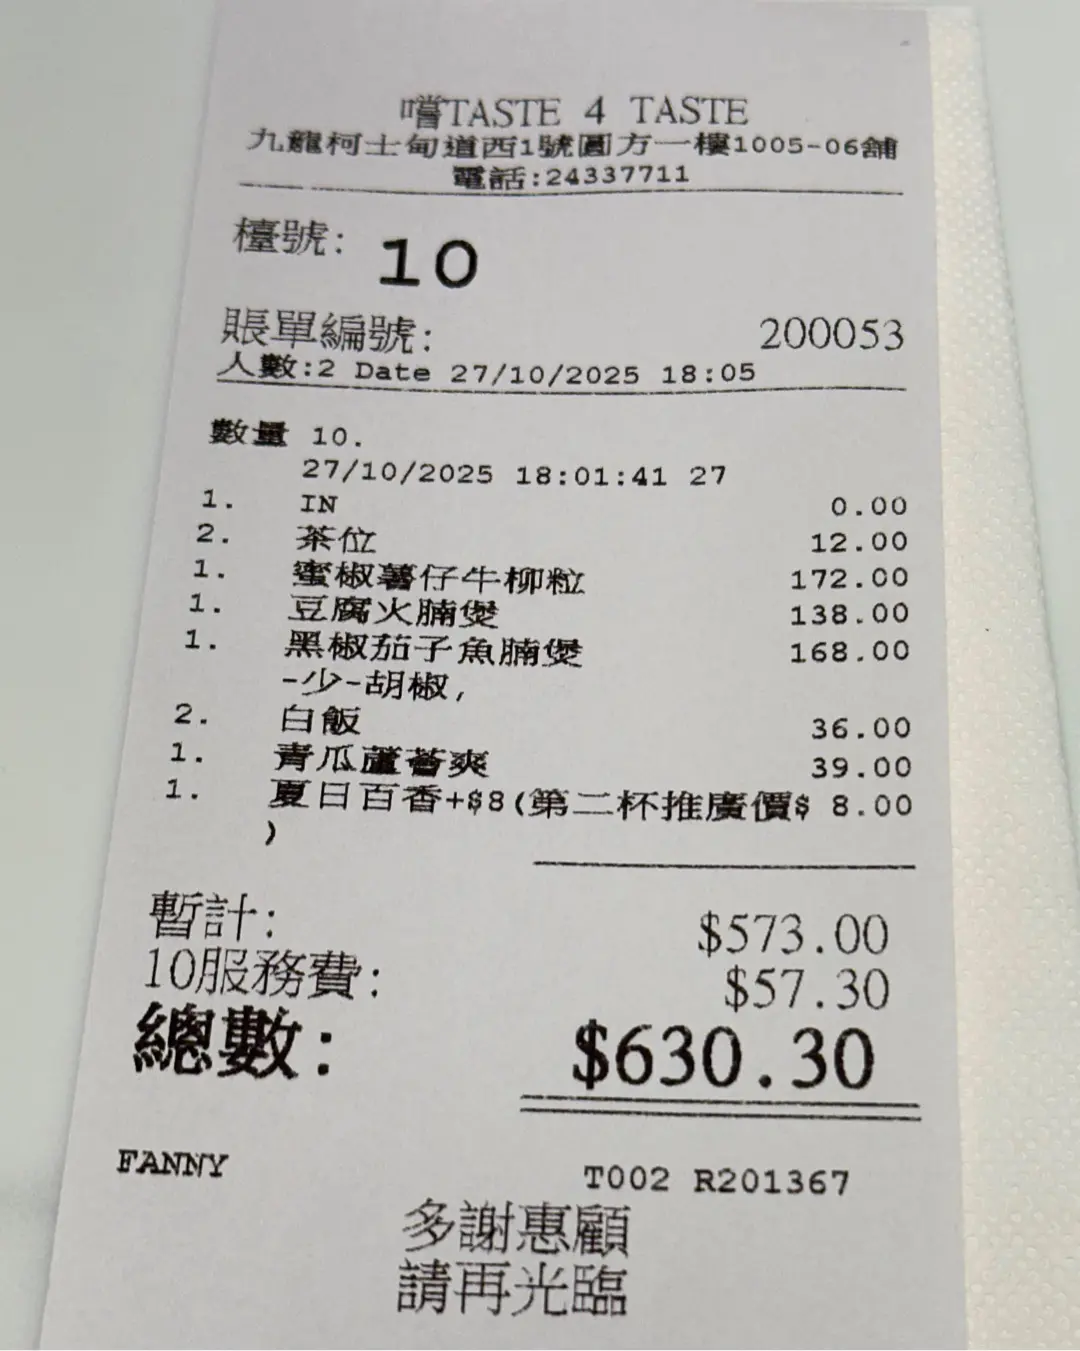 嚐TASTE 4 TASTE
九龍柯士甸道西1號圓方一樓1005-06舖
電話:24337711
檯號: 10
賬單編號: 200053
人數:2 Date 27/10/2025 18:05
數量 10.
27/10/2025 18:01:41 27
1. IN 0.00
2. 茶位 12.00
1. 蜜椒薯仔牛柳粒 172.00
1. 豆腐火腩煲 138.00
1. 黑椒茄子魚腩煲 168.00
-少-胡椒,
2. 白飯 36.00
1. 青瓜蘆薈爽 39.00
1. 夏日百香+$8(第二杯推廣價$ 8.00
)
暫計: $573.00
10服務費: $57.30
總數: $630.30
FANNY T002 R201367
多謝惠顧
請再光臨